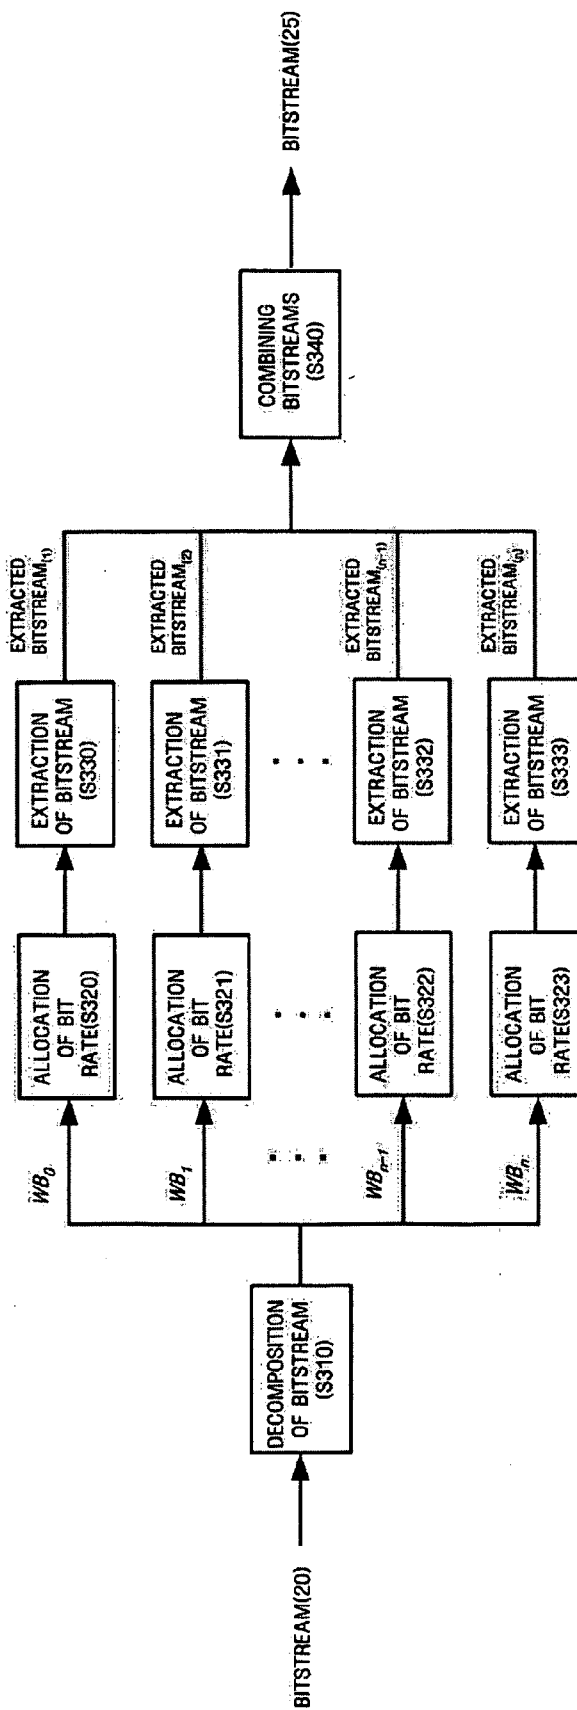 BITSTREAM(20)
DECOMPOSITION
OF BITSTREAM
(S310)
WB0
ALLOCATION
OF BIT
RATE(S320)
EXTRACTION
OF BITSTREAM
(S330)
EXTRACTED
BITSTREAM(1)
WB1
ALLOCATION
OF BIT
RATE(S321)
EXTRACTION
OF BITSTREAM
(S331)
EXTRACTED
BITSTREAM(2)
WBn-1
ALLOCATION
OF BIT
RATE(S322)
EXTRACTION
OF BITSTREAM
(S332)
EXTRACTED
BITSTREAM(n-1)
WBn
ALLOCATION
OF BIT
RATE(S323)
EXTRACTION
OF BITSTREAM
(S333)
EXTRACTED
BITSTREAM(n)
COMBINING
BITSTREAMS
(S340)
BITSTREAM(25)